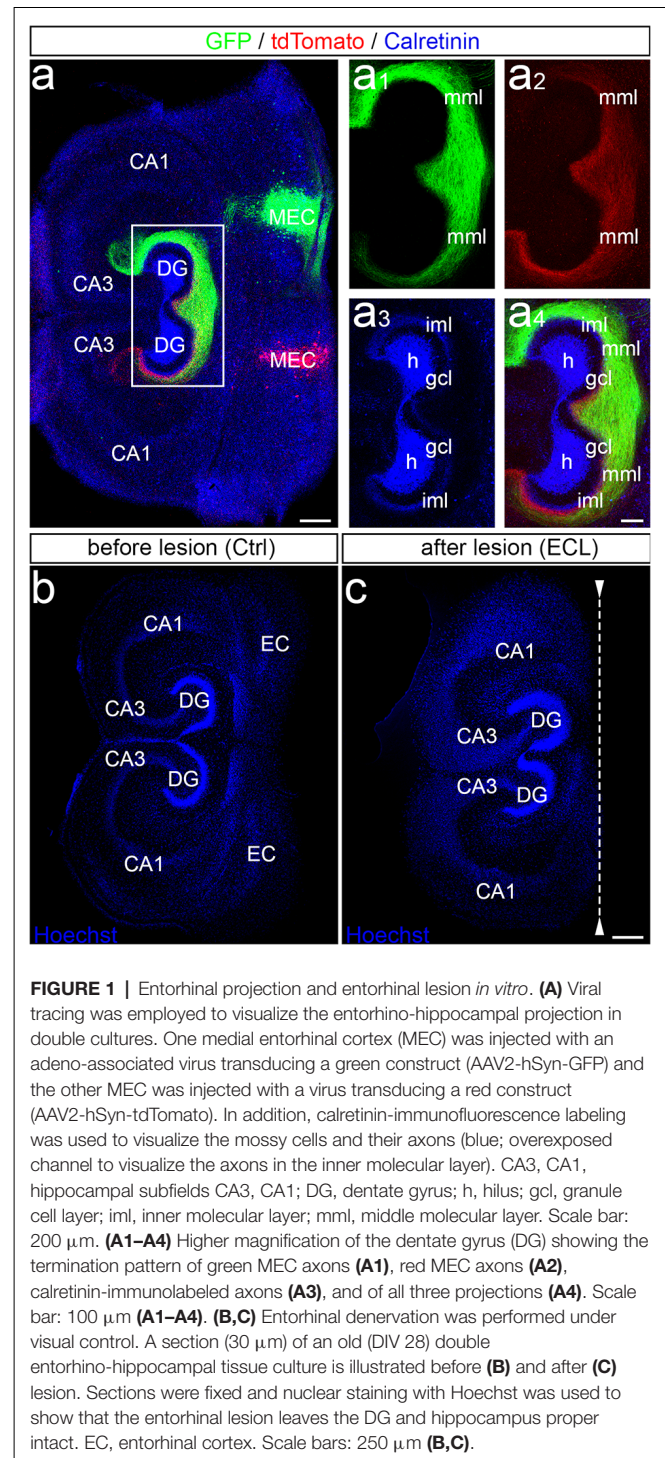 GFP / tdTomato / Calretinin
a
CA1
MEC
DG
CA3
CA3
DG
MEC
CA1
a1
mml
mml
a2
mml
mml
a3
iml
h
gcl
gcl
h
iml
a4
iml
h
mml
gcl
gcl
h
mml
iml
before lesion (Ctrl)
after lesion (ECL)
b
CA1
EC
DG
CA3
CA3
DG
EC
CA1
Hoechst
c
CA1
DG
CA3
CA3
DG
CA1
Hoechst
FIGURE 1 | Entorhinal projection and entorhinal lesion in vitro. (A) Viral
tracing was employed to visualize the entorhino-hippocampal projection in
double cultures. One medial entorhinal cortex (MEC) was injected with an
adeno-associated virus transducing a green construct (AAV2-hSyn-GFP) and
the other MEC was injected with a virus transducing a red construct
(AAV2-hSyn-tdTomato). In addition, calretinin-immunofluorescence labeling
was used to visualize the mossy cells and their axons (blue; overexposed
channel to visualize the axons in the inner molecular layer). CA3, CA1,
hippocampal subfields CA3, CA1; DG, dentate gyrus; h, hilus; gcl, granule
cell layer; iml, inner molecular layer; mml, middle molecular layer. Scale bar:
200 μm. (A1–A4) Higher magnification of the dentate gyrus (DG) showing the
termination pattern of green MEC axons (A1), red MEC axons (A2),
calretinin-immunolabeled axons (A3), and of all three projections (A4). Scale
bar: 100 μm (A1–A4). (B,C) Entorhinal denervation was performed under
visual control. A section (30 μm) of an old (DIV 28) double
entorhino-hippocampal tissue culture is illustrated before (B) and after (C)
lesion. Sections were fixed and nuclear staining with Hoechst was used to
show that the entorhinal lesion leaves the DG and hippocampus proper
intact. EC, entorhinal cortex. Scale bars: 250 μm (B,C).